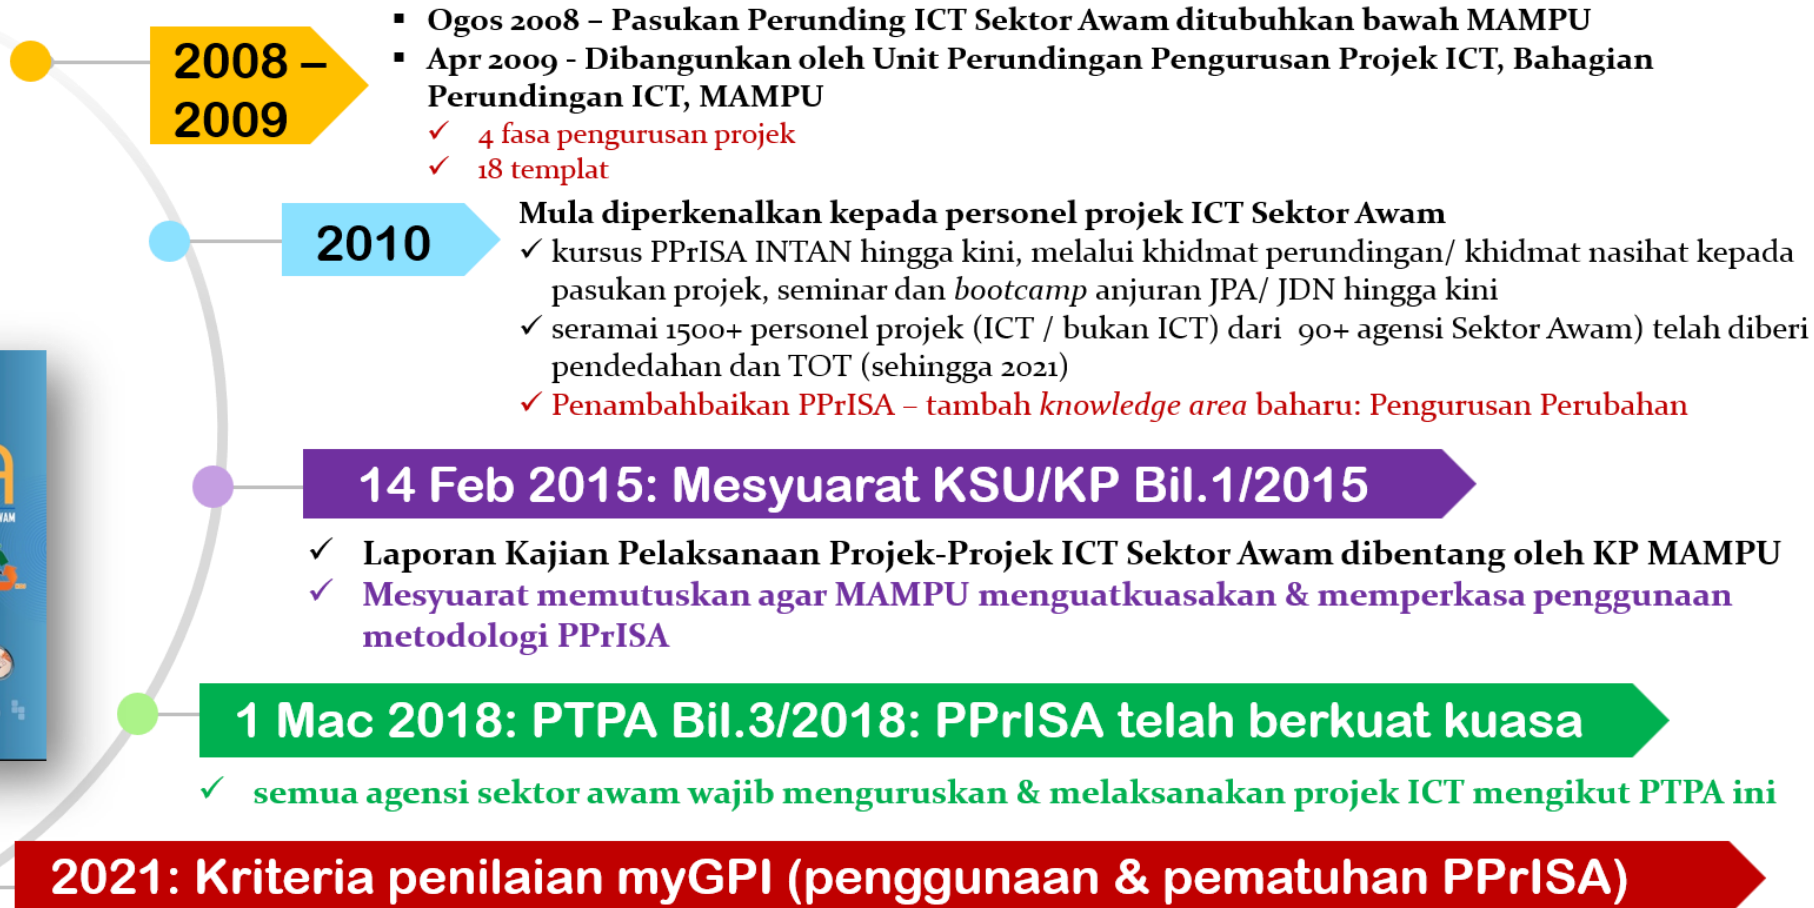 ▪ Ogos 2008 – Pasukan Perunding ICT Sektor Awam ditubuhkan bawah MAMPU
2008 –
2009
▪ Apr 2009 - Dibangunkan oleh Unit Perundingan Pengurusan Projek ICT, Bahagian
Perundingan ICT, MAMPU
✓ 4 fasa pengurusan projek
✓ 18 templat
2010
Mula diperkenalkan kepada personel projek ICT Sektor Awam
✓ kursus PPrISA INTAN hingga kini, melalui khidmat perundingan/ khidmat nasihat kepada
pasukan projek, seminar dan bootcamp anjuran JPA/ JDN hingga kini
✓ seramai 1500+ personel projek (ICT / bukan ICT) dari 90+ agensi Sektor Awam) telah diberi
pendedahan dan TOT (sehingga 2021)
✓ Penambahbaikan PPrISA – tambah knowledge area baharu: Pengurusan Perubahan
14 Feb 2015: Mesyuarat KSU/KP Bil.1/2015
✓ Laporan Kajian Pelaksanaan Projek-Projek ICT Sektor Awam dibentang oleh KP MAMPU
✓ Mesyuarat memutuskan agar MAMPU menguatkuasakan & memperkasa penggunaan
metodologi PPrISA
1 Mac 2018: PTPA Bil.3/2018: PPrISA telah berkuat kuasa
✓ semua agensi sektor awam wajib menguruskan & melaksanakan projek ICT mengikut PTPA ini
2021: Kriteria penilaian myGPI (penggunaan & pematuhan PPrISA)